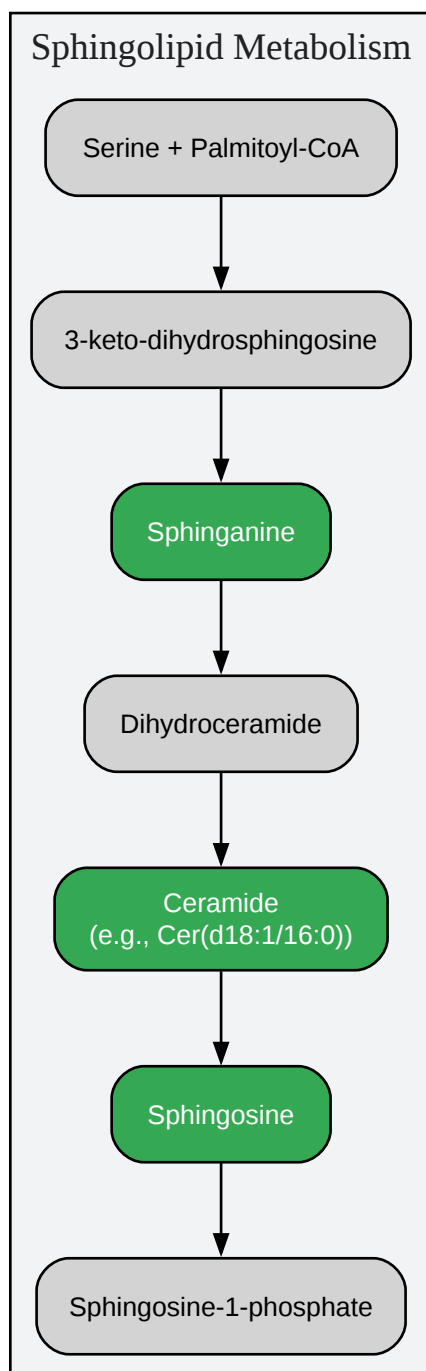 Sphingolipid Metabolism
Serine + Palmitoyl-CoA
3-keto-dihydrosphingosine
Sphinganine
Dihydroceramide
Ceramide
(e.g., Cer(d18:1/16:0))
Sphingosine
Sphingosine-1-phosphate